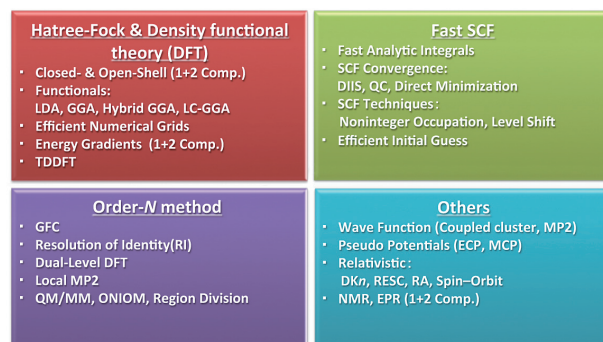 Hatree-Fock & Density functional
theory (DFT)
· Closed- & Open-Shell (1+2 Comp.)
· Functionals:
LDA, GGA, Hybrid GGA, LC-GGA
· Efficient Numerical Grids
· Energy Gradients (1+2 Comp.)
· TDDFT
Fast SCF
· Fast Analytic Integrals
· SCF Convergence:
DIIS, QC, Direct Minimization
· SCF Techniques:
Noninteger Occupation, Level Shift
· Efficient Initial Guess
Order-N method
· GFC
· Resolution of Identity(RI)
· Dual-Level DFT
· Local MP2
· QM/MM, ONIOM, Region Division
Others
· Wave Function (Coupled cluster, MP2)
· Pseudo Potentials (ECP, MCP)
· Relativistic:
DKn, RESC, RA, Spin–Orbit
· NMR, EPR (1+2 Comp.)